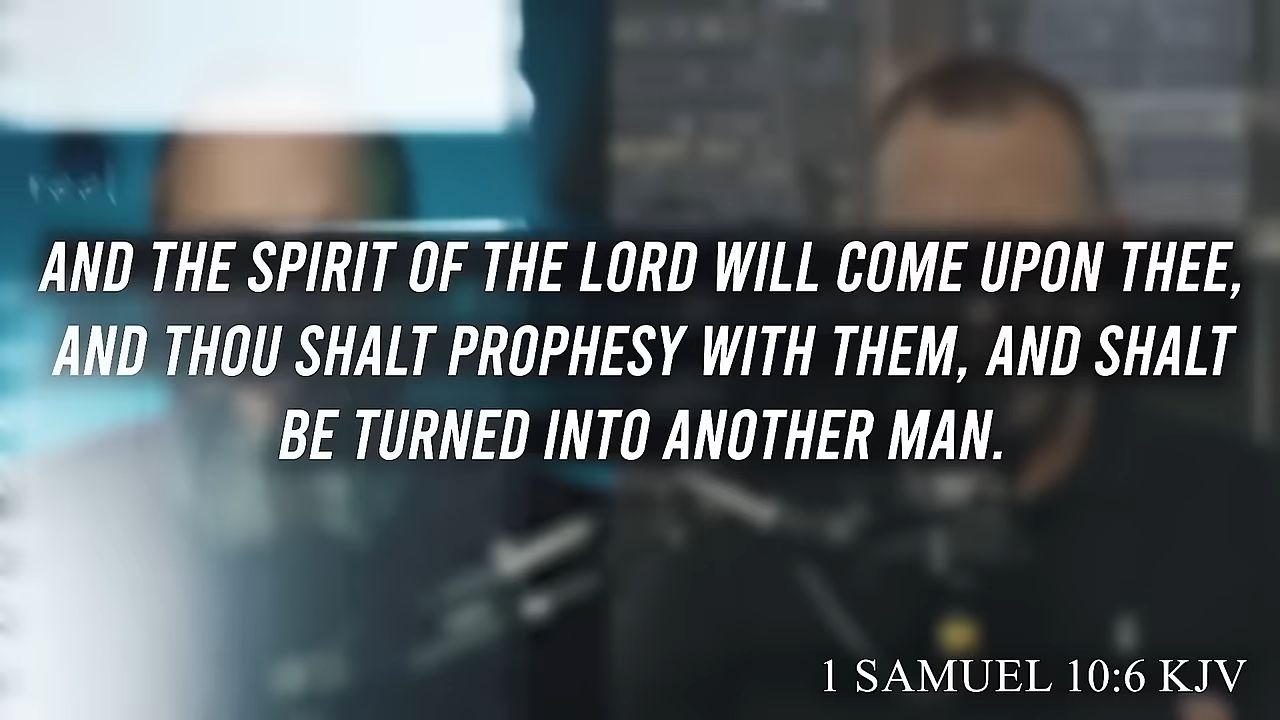 AND THE SPIRIT OF THE LORD WILL COME UPON THEE,
AND THOU SHALT PROPHESY WITH THEM, AND SHALT
BE TURNED INTO ANOTHER MAN.
1 SAMUEL 10:6 KJV